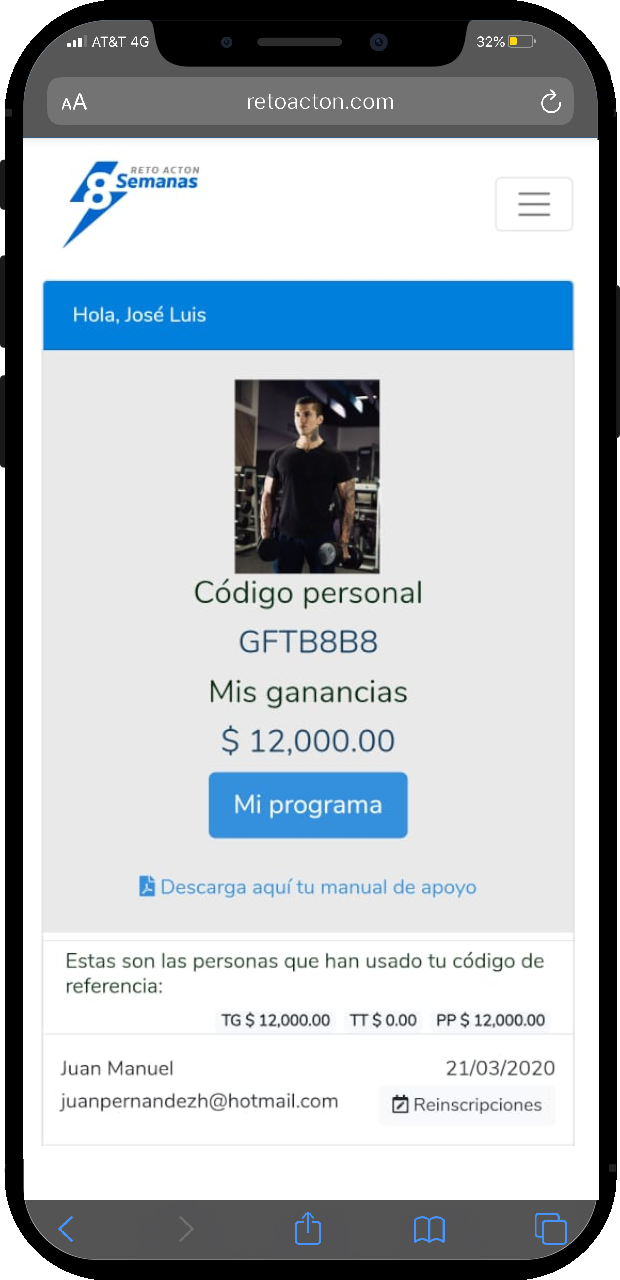 AT&T 4G
32%
AA
retoacton.com
RETO ACTON
8 Semanas
Hola, José Luis
Código personal
GFTB8B8
Mis ganancias
$ 12,000.00
Mi programa
Descarga aquí tu manual de apoyo
Estas son las personas que han usado tu código de
referencia:
TG $ 12,000.00 TT $ 0.00 PP $ 12,000.00
Juan Manuel 21/03/2020
juanpernandezh@hotmail.com Reinscripciones